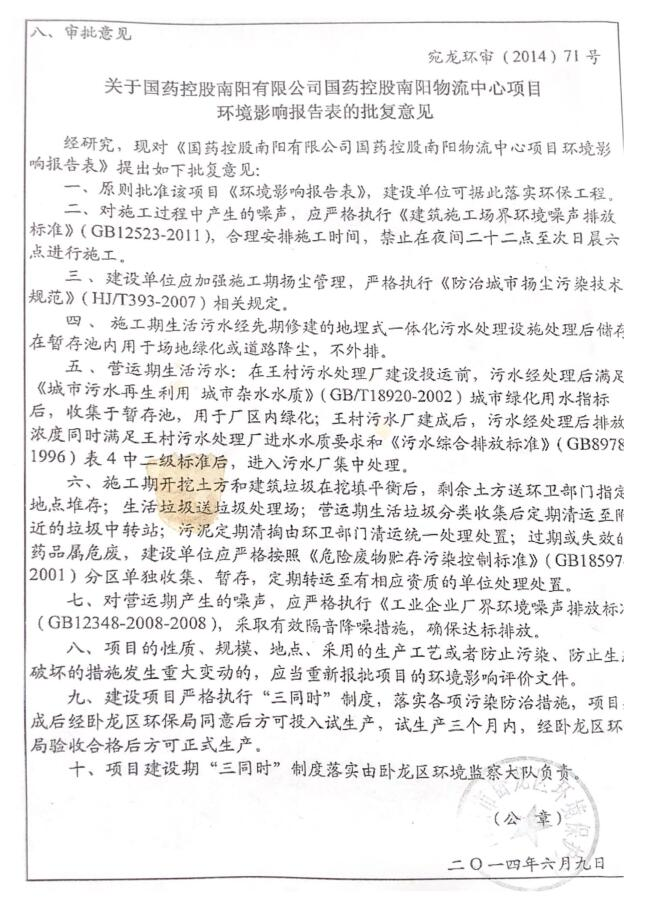 八、审批意见
宛龙环审（2014）71号
关于国药控股南阳有限公司国药控股南阳物流中心项目
环境影响报告表的批复意见
经研究，现对《国药控股南阳有限公司国药控股南阳物流中心项目环境影
响报告表》提出如下批复意见：
一、原则批准该项目《环境影响报告表》，建设单位可据此落实环保工程。
二、对施工过程中产生的噪声，应严格执行《建筑施工场界环境噪声排放
标准》（GB12523-2011），合理安排施工时间，禁止在夜间二十二点至次日晨六
点进行施工。
三、建设单位应加强施工期扬尘管理，严格执行《防治城市扬尘污染技术
规范》（HJ/T393-2007）相关规定。
四、施工期生活污水经先期修建的地埋式一体化污水处理设施处理后储存
在暂存池内用于场地绿化或道路降尘，不外排。
五、营运期生活污水：在王村污水处理厂建设投运前，污水经处理后满足
《城市污水再生利用 城市杂水水质》（GB/T18920-2002）城市绿化用水指标
后，收集于暂存池，用于厂区内绿化；王村污水厂建成后，污水经处理后排放
浓度同时满足王村污水处理厂进水水质要求和《污水综合排放标准》（GB8978
1996）表4中二级标准后，进入污水厂集中处理。
六、施工期开挖土方和建筑垃圾在挖填平衡后，剩余土方送环卫部门指定
地点堆存；生活垃圾送垃圾处理场；营运期生活垃圾分类收集后定期清运至附
近的垃圾中转站；污泥定期清掏由环卫部门清运统一处理处置；过期或失效的
药品属危废，建设单位应严格按照《危险废物贮存污染控制标准》（GB18597-
2001）分区单独收集、暂存，定期转运至有相应资质的单位处理处置。
七、对营运期产生的噪声，应严格执行《工业企业厂界环境噪声排放标准
（GB12348-2008-2008），采取有效隔音降噪措施，确保达标排放。
八、项目的性质、规模、地点、采用的生产工艺或者防止污染、防止生态
破坏的措施发生重大变动的，应当重新报批项目的环境影响评价文件。
九、建设项目严格执行“三同时”制度，落实各项污染防治措施，项目
成后经卧龙区环保局同意后方可投入试生产，试生产三个月内，经卧龙区环
局验收合格后方可正式生产。
十、项目建设期“三同时”制度落实由卧龙区环境监察大队负责。
（公 章）
二〇一四年六月九日